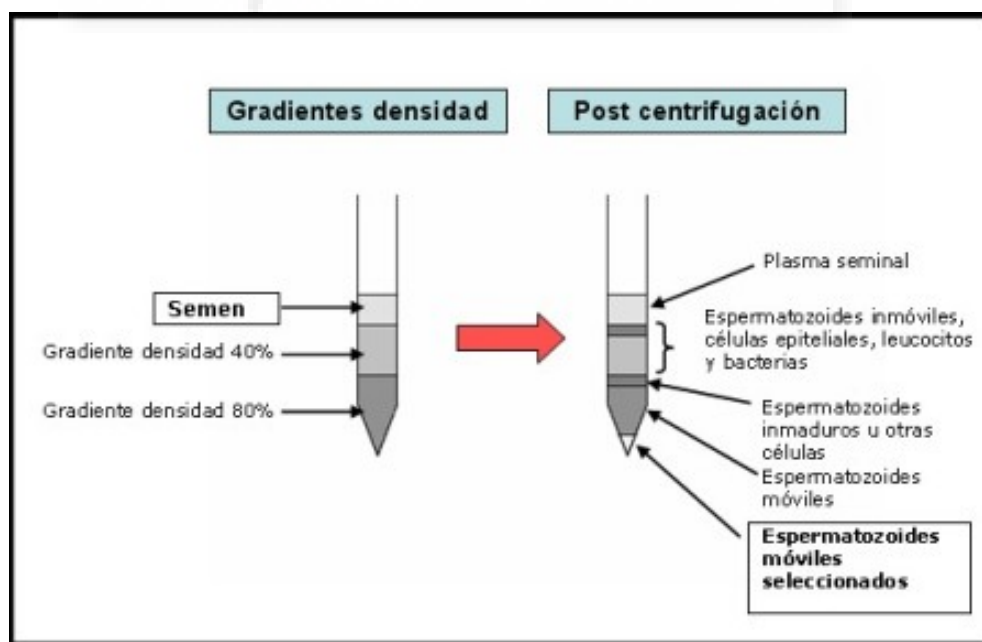 Gradientes densidad
Post centrifugación
Semen
Gradiente densidad 40%
Gradiente densidad 80%
Plasma seminal
Espermatozoides inmóviles,
células epiteliales, leucocitos
y bacterias
Espermatozoides
inmaduros u otras
células
Espermatozoides
móviles
Espermatozoides
móviles
seleccionados